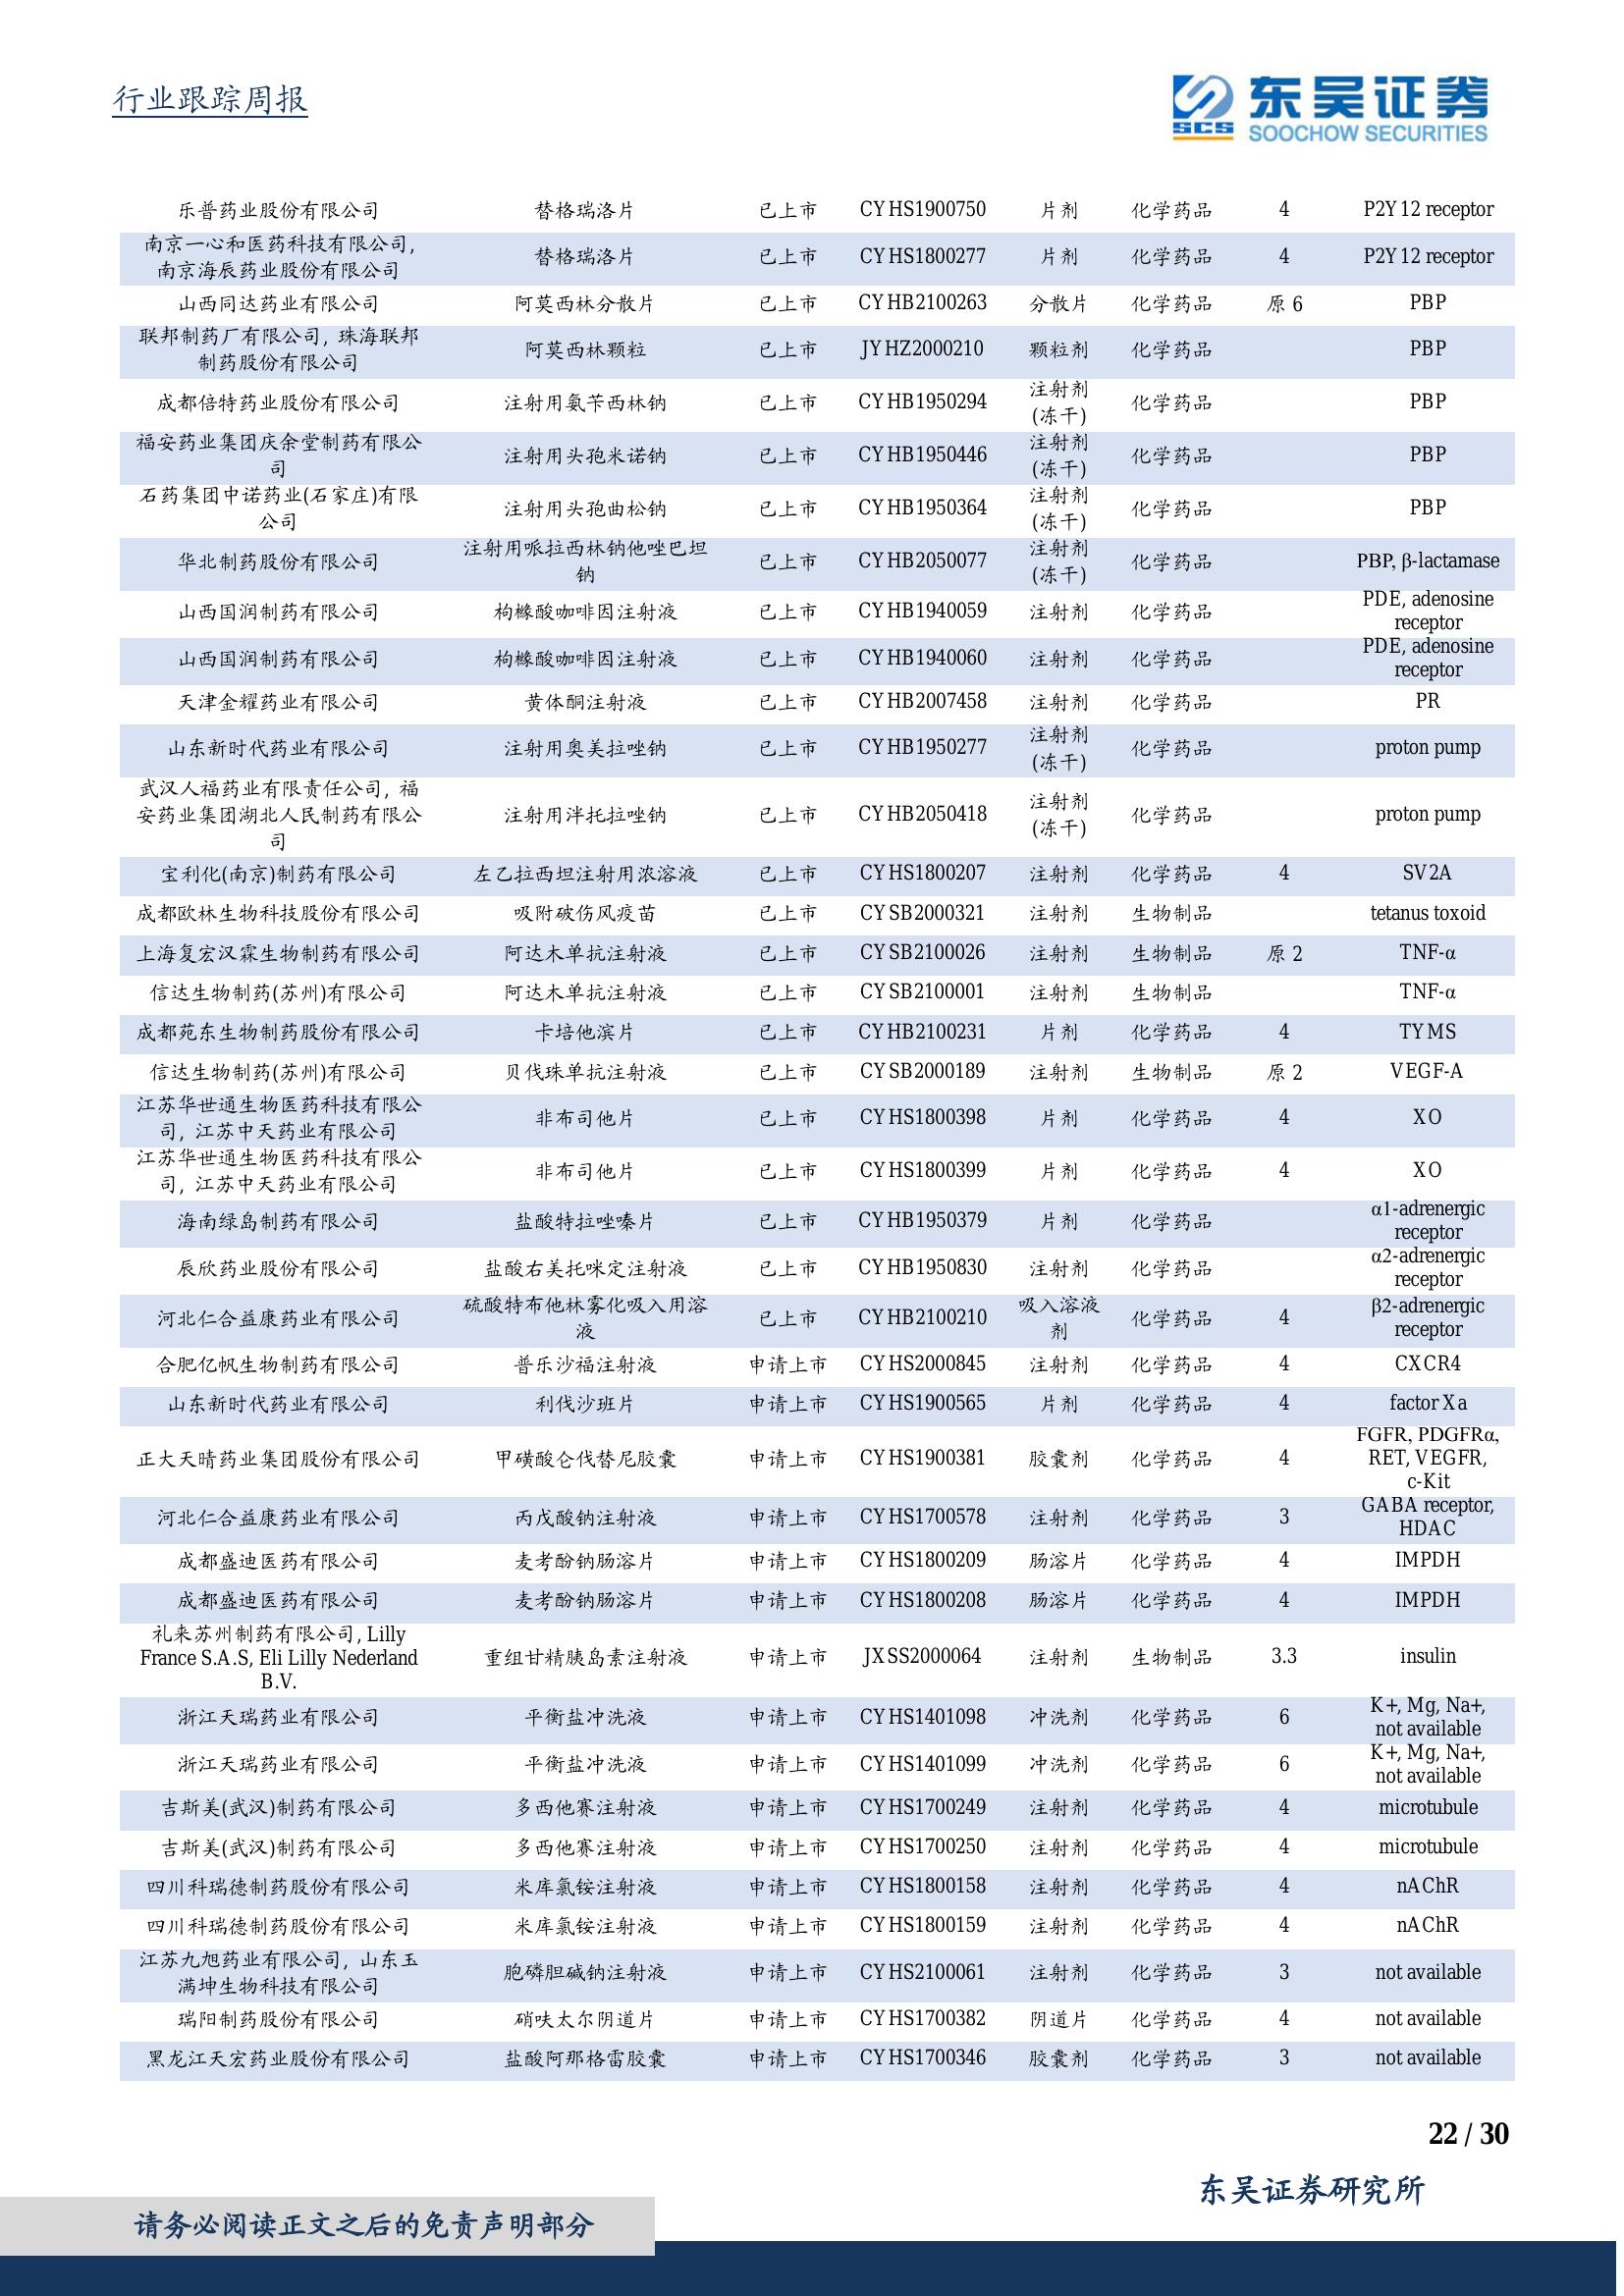 行业跟踪周报
SCS 东吴证券
SOOCHOW SECURITIES
乐普药业股份有限公司 替格瑞洛片 已上市 CYHS1900750 片剂 化学药品 4 P2Y12 receptor
南京一心和医药科技有限公司,
南京海辰药业股份有限公司 替格瑞洛片 已上市 CYHS1800277 片剂 化学药品 4 P2Y12 receptor
山西同达药业有限公司 阿莫西林分散片 已上市 CYHB2100263 分散片 化学药品 原 6 PBP
联邦制药厂有限公司, 珠海联邦
制药股份有限公司 阿莫西林颗粒 已上市 JYHZ2000210 颗粒剂 化学药品 PBP
成都倍特药业股份有限公司 注射用氨苄西林钠 已上市 CYHB1950294 注射剂
(冻干) 化学药品 PBP
福安药业集团庆余堂制药有限公
司 注射用头孢米诺钠 已上市 CYHB1950446 注射剂
(冻干) 化学药品 PBP
石药集团中诺药业(石家庄)有限
公司 注射用头孢曲松钠 已上市 CYHB1950364 注射剂
(冻干) 化学药品 PBP
华北制药股份有限公司 注射用哌拉西林钠他唑巴坦
钠 已上市 CYHB2050077 注射剂
(冻干) 化学药品 PBP, β-lactamase
山西国润制药有限公司 枸橼酸咖啡因注射液 已上市 CYHB1940059 注射剂 化学药品 PDE, adenosine
receptor
山西国润制药有限公司 枸橼酸咖啡因注射液 已上市 CYHB1940060 注射剂 化学药品 PDE, adenosine
receptor
天津金耀药业有限公司 黄体酮注射液 已上市 CYHB2007458 注射剂 化学药品 PR
山东新时代药业有限公司 注射用奥美拉唑钠 已上市 CYHB1950277 注射剂
(冻干) 化学药品 proton pump
武汉人福药业有限责任公司, 福
安药业集团湖北人民制药有限公
司 注射用泮托拉唑钠 已上市 CYHB2050418 注射剂
(冻干) 化学药品 proton pump
宝利化(南京)制药有限公司 左乙拉西坦注射用浓溶液 已上市 CYHS1800207 注射剂 化学药品 4 SV2A
成都欧林生物科技股份有限公司 吸附破伤风疫苗 已上市 CYSB2000321 注射剂 生物制品 tetanus toxoid
上海复宏汉霖生物制药有限公司 阿达木单抗注射液 已上市 CYSB2100026 注射剂 生物制品 原 2 TNF-α
信达生物制药(苏州)有限公司 阿达木单抗注射液 已上市 CYSB2100001 注射剂 生物制品 TNF-α
成都苑东生物制药股份有限公司 卡培他滨片 已上市 CYHB2100231 片剂 化学药品 4 TYMS
信达生物制药(苏州)有限公司 贝伐珠单抗注射液 已上市 CYSB2000189 注射剂 生物制品 原 2 VEGF-A
江苏华世通生物医药科技有限公
司, 江苏中天药业有限公司 非布司他片 已上市 CYHS1800398 片剂 化学药品 4 XO
江苏华世通生物医药科技有限公
司, 江苏中天药业有限公司 非布司他片 已上市 CYHS1800399 片剂 化学药品 4 XO
海南绿岛制药有限公司 盐酸特拉唑嗪片 已上市 CYHB1950379 片剂 化学药品 α1-adrenergic
receptor
辰欣药业股份有限公司 盐酸右美托咪定注射液 已上市 CYHB1950830 注射剂 化学药品 α2-adrenergic
receptor
河北仁合益康药业有限公司 硫酸特布他林雾化吸入用溶
液 已上市 CYHB2100210 吸入溶液
剂 化学药品 4 β2-adrenergic
receptor
合肥亿帆生物制药有限公司 普乐沙福注射液 申请上市 CYHS2000845 注射剂 化学药品 4 CXCR4
山东新时代药业有限公司 利伐沙班片 申请上市 CYHS1900565 片剂 化学药品 4 factor Xa
正大天晴药业集团股份有限公司 甲磺酸仑伐替尼胶囊 申请上市 CYHS1900381 胶囊剂 化学药品 4 FGFR, PDGFRα,
RET, VEGFR,
c-Kit
河北仁合益康药业有限公司 丙戊酸钠注射液 申请上市 CYHS1700578 注射剂 化学药品 3 GABA receptor,
HDAC
成都盛迪医药有限公司 麦考酚钠肠溶片 申请上市 CYHS1800209 肠溶片 化学药品 4 IMPDH
成都盛迪医药有限公司 麦考酚钠肠溶片 申请上市 CYHS1800208 肠溶片 化学药品 4 IMPDH
礼来苏州制药有限公司, Lilly
France S.A.S, Eli Lilly Nederland
B.V. 重组甘精胰岛素注射液 申请上市 JXSS2000064 注射剂 生物制品 3.3 insulin
浙江天瑞药业有限公司 平衡盐冲洗液 申请上市 CYHS1401098 冲洗剂 化学药品 6 K+, Mg, Na+,
not available
浙江天瑞药业有限公司 平衡盐冲洗液 申请上市 CYHS1401099 冲洗剂 化学药品 6 K+, Mg, Na+,
not available
吉斯美(武汉)制药有限公司 多西他赛注射液 申请上市 CYHS1700249 注射剂 化学药品 4 microtubule
吉斯美(武汉)制药有限公司 多西他赛注射液 申请上市 CYHS1700250 注射剂 化学药品 4 microtubule
四川科瑞德制药股份有限公司 米库氯铵注射液 申请上市 CYHS1800158 注射剂 化学药品 4 nAChR
四川科瑞德制药股份有限公司 米库氯铵注射液 申请上市 CYHS1800159 注射剂 化学药品 4 nAChR
江苏九旭药业有限公司, 山东玉
满坤生物科技有限公司 胞磷胆碱钠注射液 申请上市 CYHS2100061 注射剂 化学药品 3 not available
瑞阳制药股份有限公司 硝呋太尔阴道片 申请上市 CYHS1700382 阴道片 化学药品 4 not available
黑龙江天宏药业股份有限公司 盐酸阿那格雷胶囊 申请上市 CYHS1700346 胶囊剂 化学药品 3 not available
22 / 30
东吴证券研究所
请务必阅读正文之后的免责声明部分